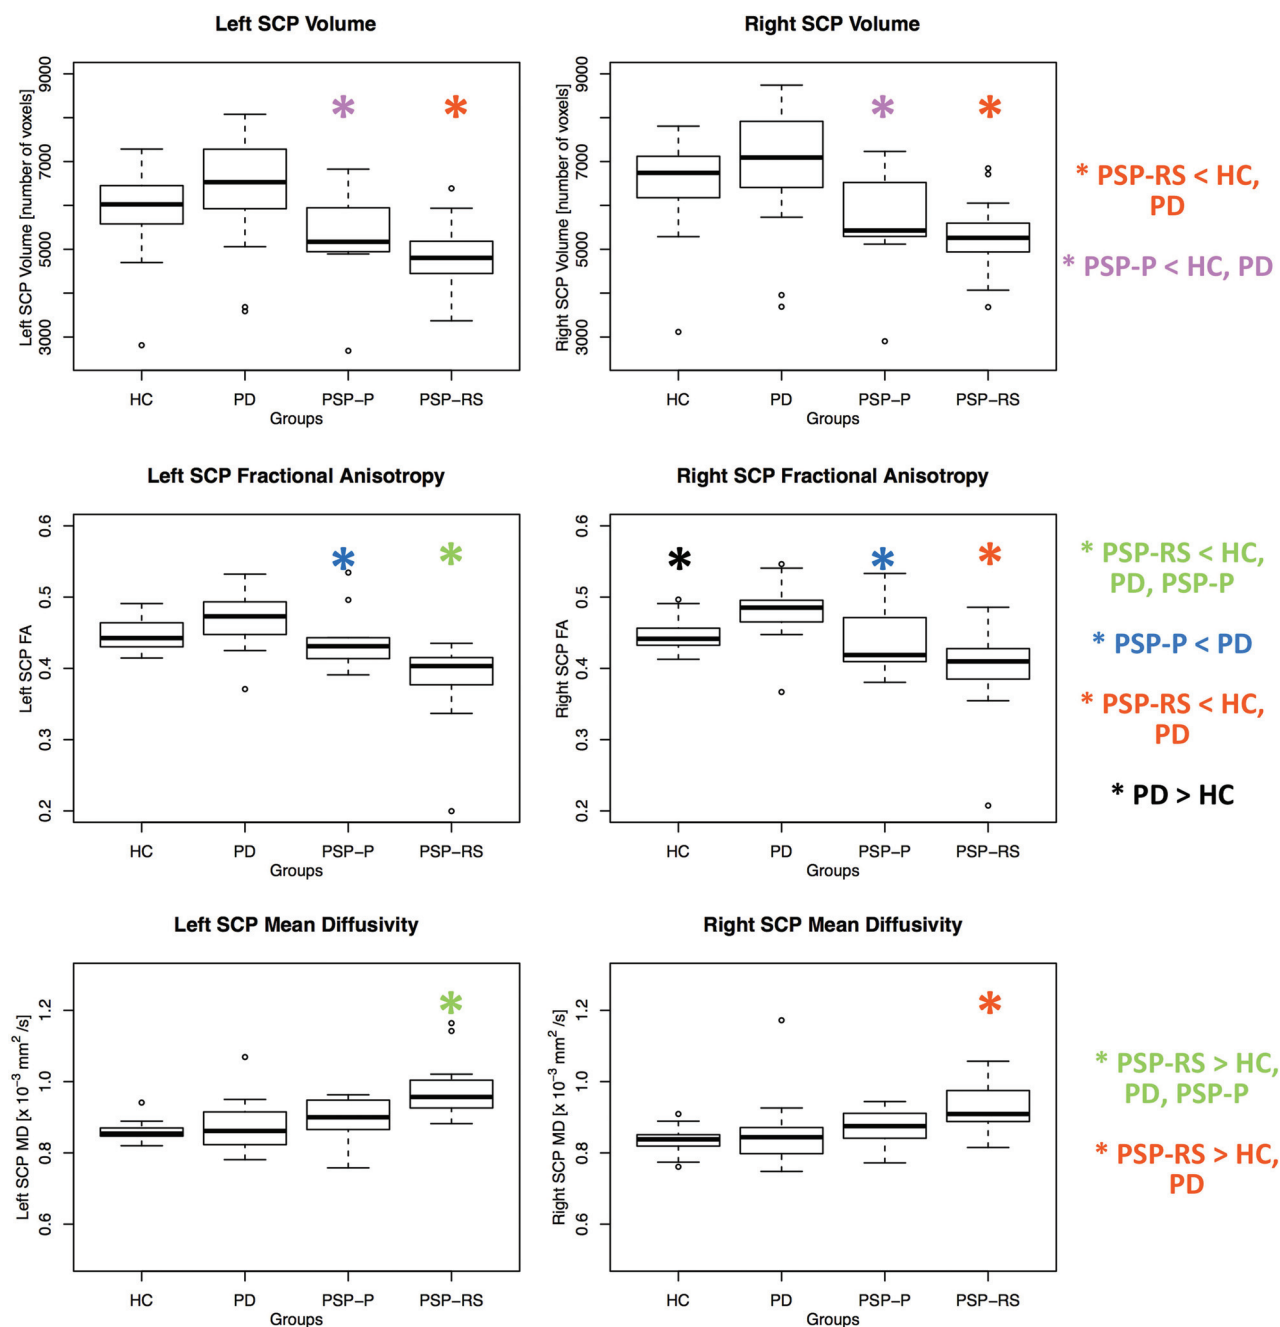 Left SCP Volume
Left SCP Volume [number of voxels]
9000
7000
5000
3000
*
*
HC
PD
PSP−P
PSP−RS
Groups
Right SCP Volume
Right SCP Volume [number of voxels]
9000
7000
5000
3000
*
*
HC
PD
PSP−P
PSP−RS
Groups
* PSP-RS < HC,
PD
* PSP-P < HC, PD
Left SCP Fractional Anisotropy
Left SCP FA
0.6
0.5
0.4
0.3
0.2
*
*
HC
PD
PSP−P
PSP−RS
Groups
Right SCP Fractional Anisotropy
Right SCP FA
0.6
0.5
0.4
0.3
0.2
*
*
*
HC
PD
PSP−P
PSP−RS
Groups
* PSP-RS < HC,
PD, PSP-P
* PSP-P < PD
* PSP-RS < HC,
PD
* PD > HC
Left SCP Mean Diffusivity
Left SCP MD [x 10⁻³ mm² /s]
1.2
1.0
0.8
0.6
*
HC
PD
PSP−P
PSP−RS
Groups
Right SCP Mean Diffusivity
Right SCP MD [x 10⁻³ mm² /s]
1.2
1.0
0.8
0.6
*
HC
PD
PSP−P
PSP−RS
Groups
* PSP-RS > HC,
PD, PSP-P
* PSP-RS > HC,
PD